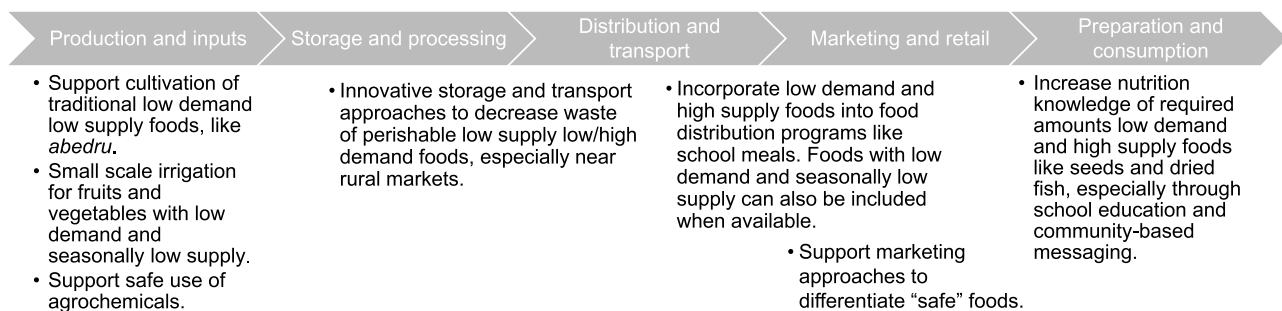 Production and inputs
Storage and processing
Distribution and
transport
Marketing and retail
Preparation and
consumption
• Support cultivation of
traditional low demand
low supply foods, like
abedru.
• Small scale irrigation
for fruits and
vegetables with low
demand and
seasonally low supply.
• Support safe use of
agrochemicals.
• Innovative storage and transport
approaches to decrease waste
of perishable low supply low/high
demand foods, especially near
rural markets.
• Incorporate low demand and
high supply foods into food
distribution programs like
school meals. Foods with low
demand and seasonally low
supply can also be included
when available.
• Support marketing
approaches to
differentiate “safe” foods.
• Increase nutrition
knowledge of required
amounts low demand
and high supply foods
like seeds and dried
fish, especially through
school education and
community-based
messaging.